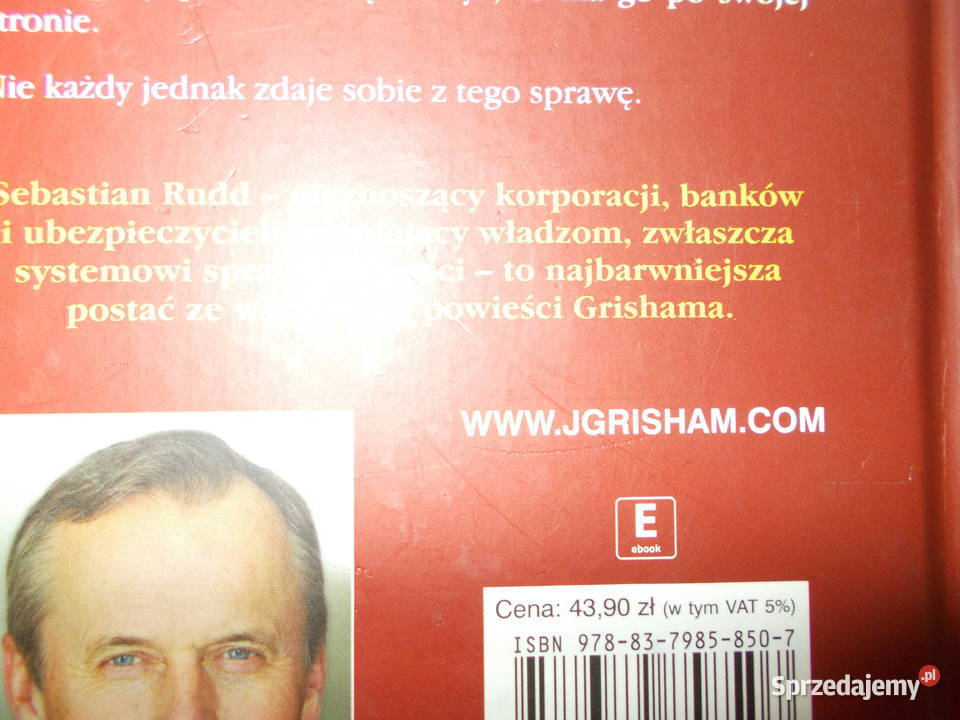 tronie.
Nie każdy jednak zdaje sobie z tego sprawę.
Sebastian Rudd – korporacji, banków
i ubezpieczycieli, władzom, zwłaszcza
systemowi – to najbarwniejsza
postać ze powieści Grishama.
WWW.JGRISHAM.COM
E
ebook
Cena: 43,90 zł (w tym VAT 5%)
ISBN 978-83-7985-850-7
Sprzedajemy.pl